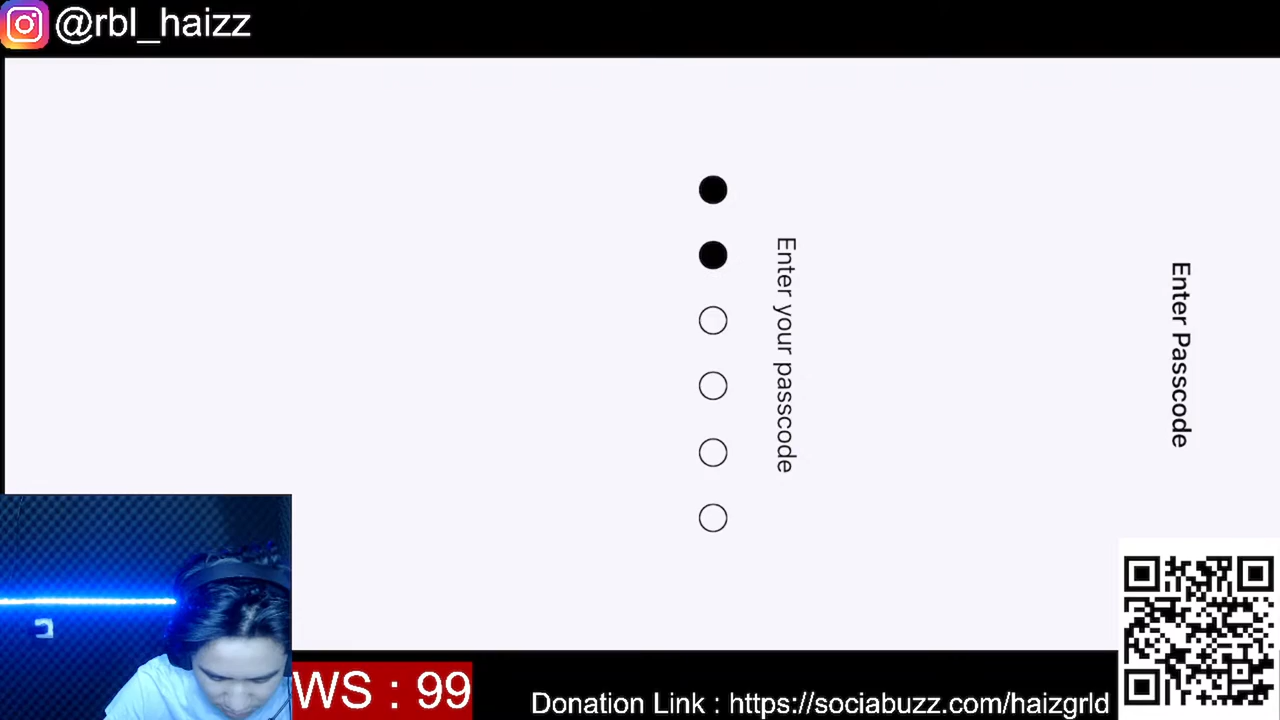 @rbl_haizz
Enter Passcode
Enter your passcode
WS : 99
Donation Link : https://sociabuzz.com/haizgrld